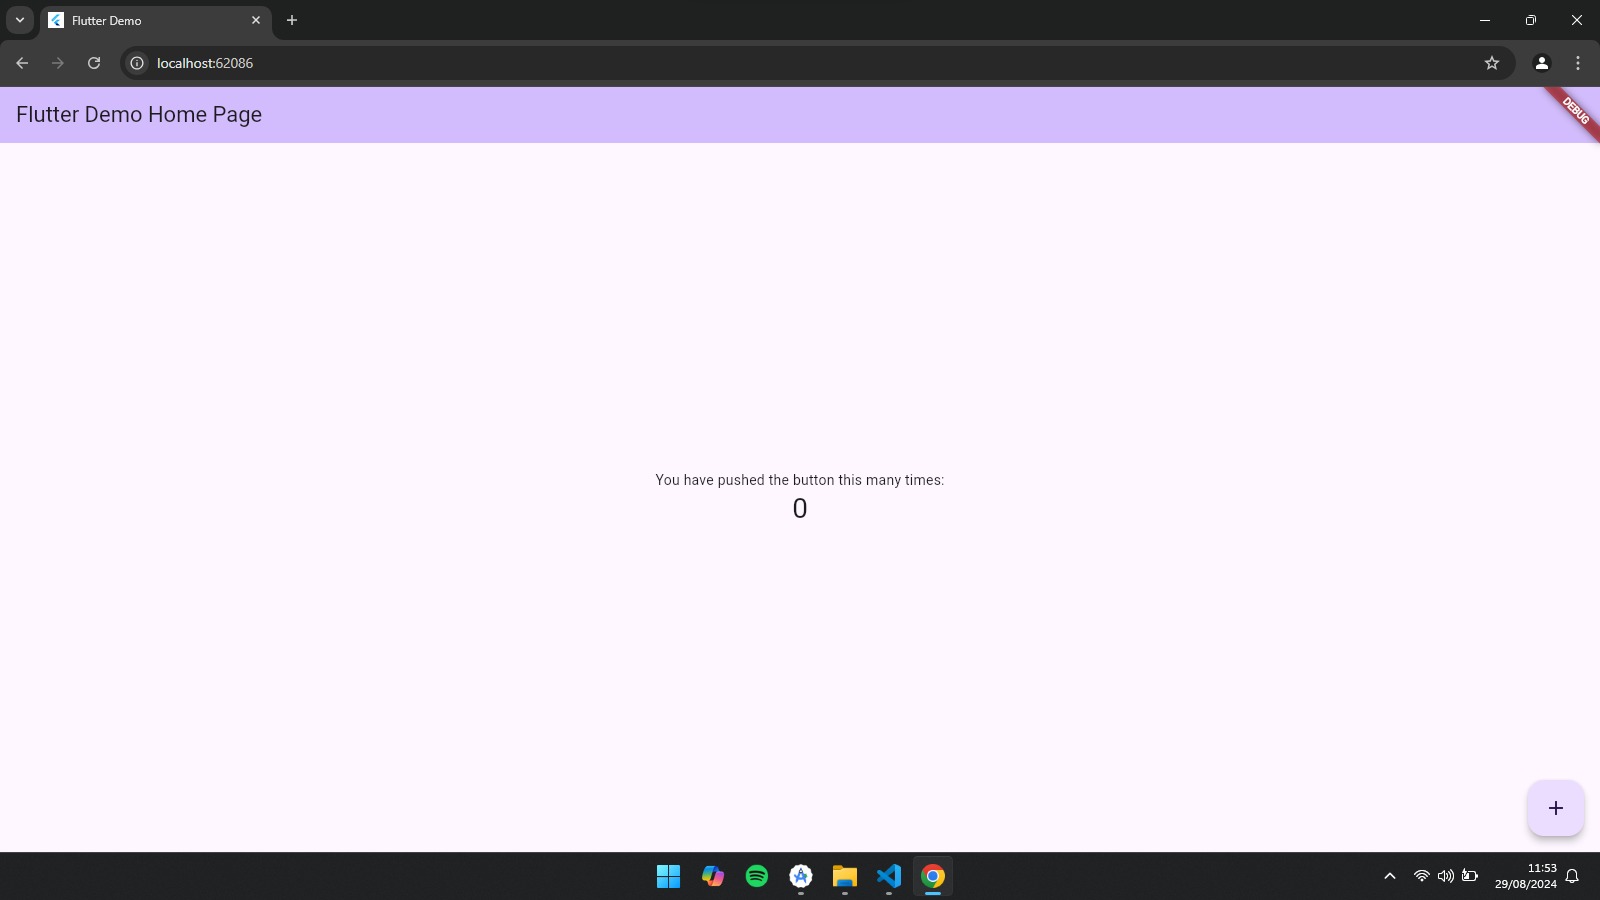 Flutter Demo
localhost:62086
Flutter Demo Home Page
DEBUG
You have pushed the button this many times:
0
11:53
29/08/2024